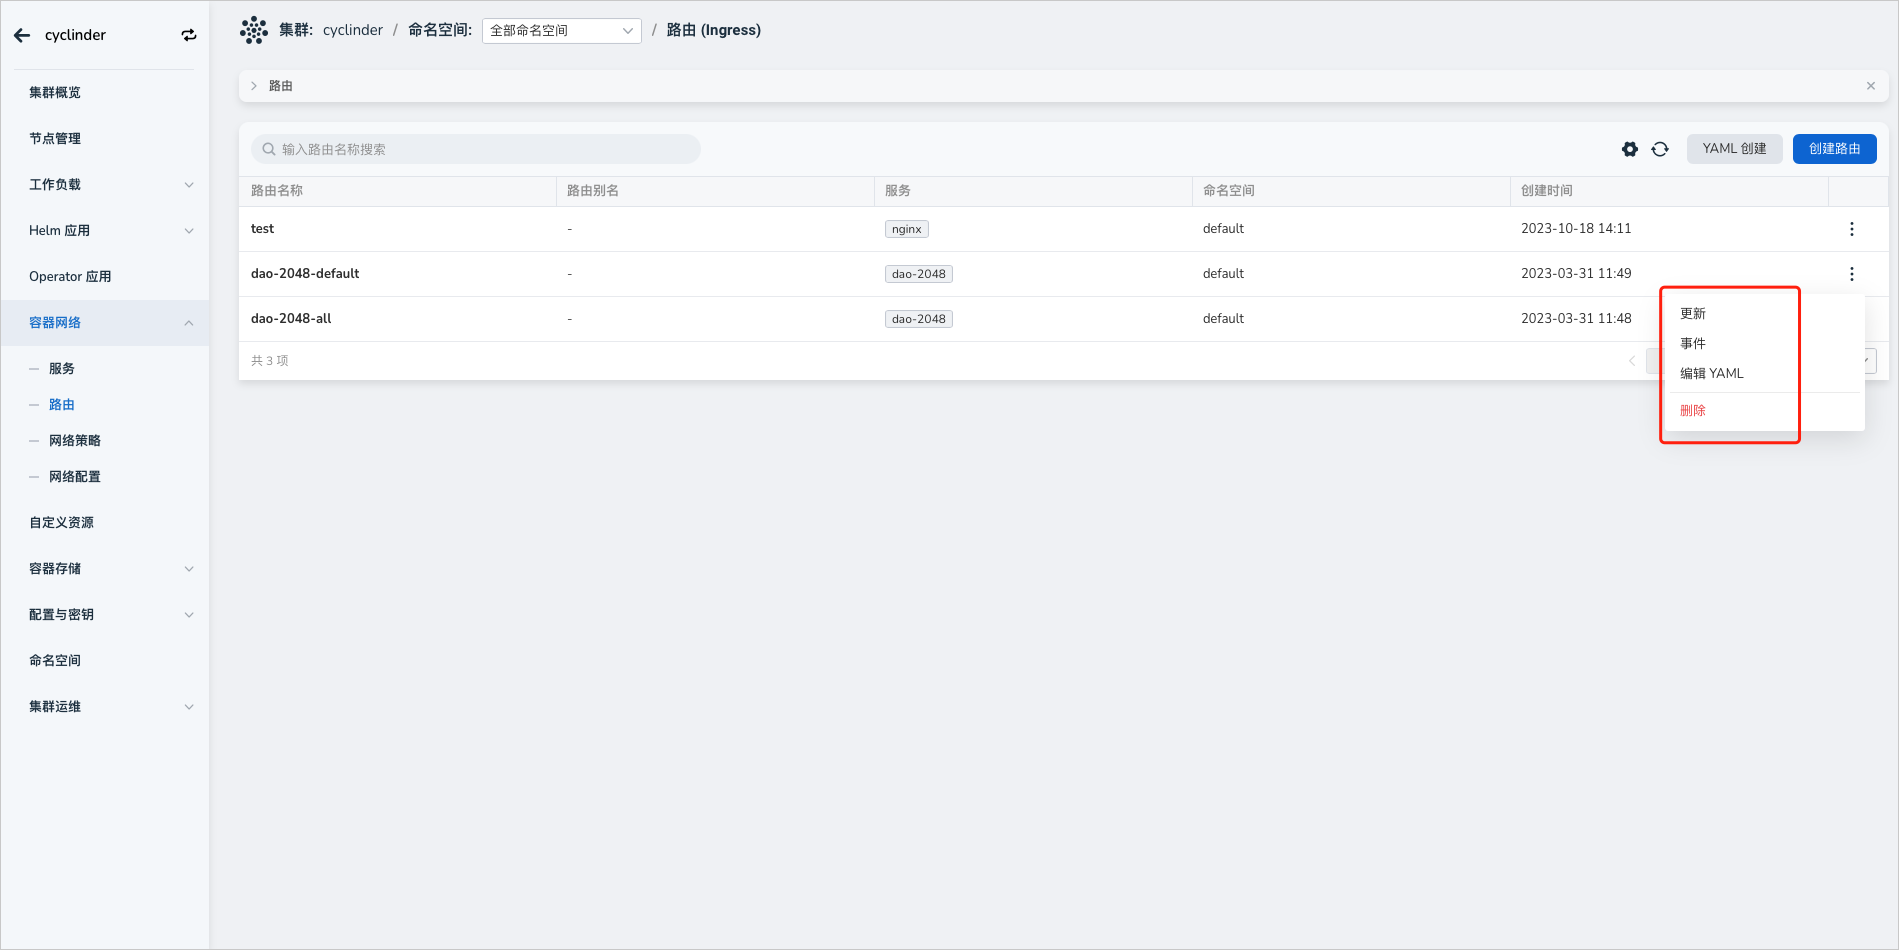 cyclinder
集群概览
节点管理
工作负载
Helm 应用
Operator 应用
容器网络
服务
路由
网络策略
网络配置
自定义资源
容器存储
配置与密钥
命名空间
集群运维
集群: cyclinder / 命名空间: 全部命名空间 / 路由 (Ingress)
路由
输入路由名称搜索
YAML 创建
创建路由
路由名称 路由别名 服务 命名空间 创建时间
test - nginx default 2023-10-18 14:11
dao-2048-default - dao-2048 default 2023-03-31 11:49
dao-2048-all - dao-2048 default 2023-03-31 11:48
共 3 项
更新
事件
编辑 YAML
删除